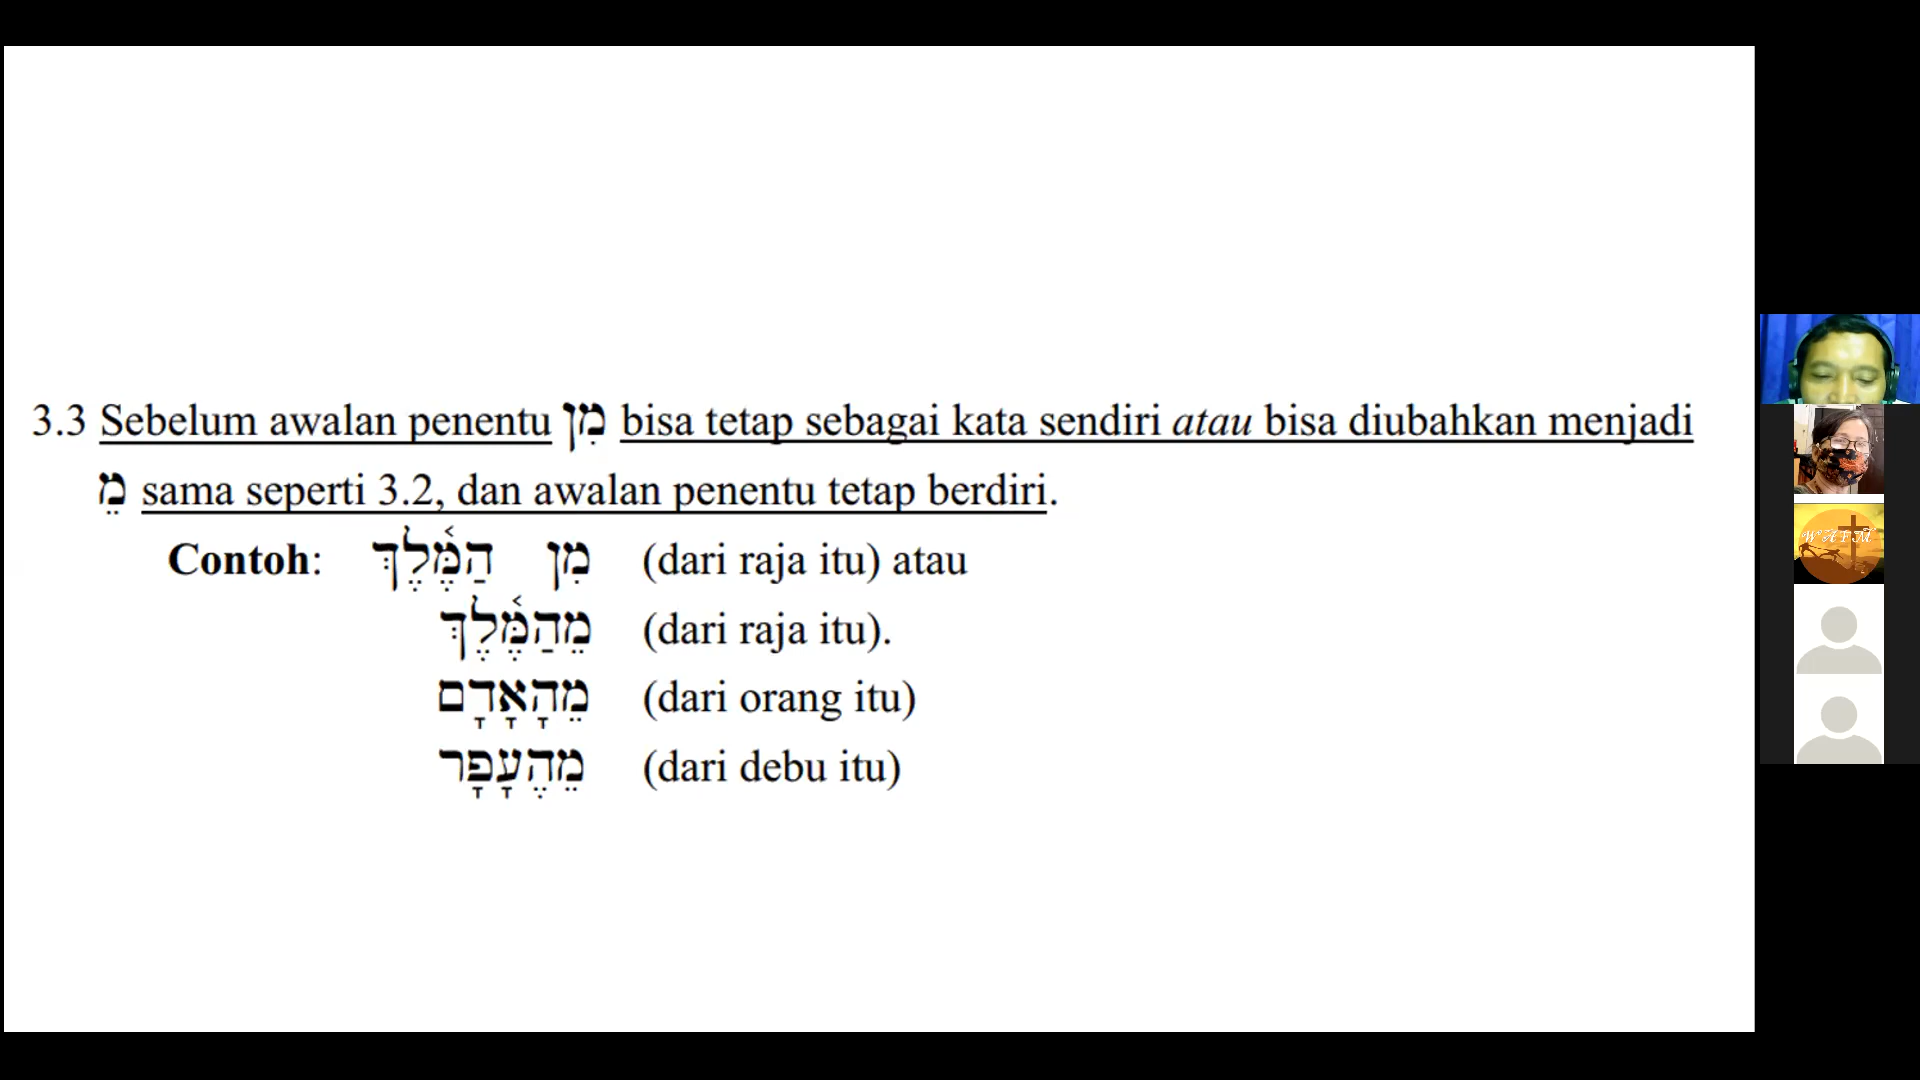 3.3 Sebelum awalan penentu מִן bisa tetap sebagai kata sendiri atau bisa diubahkan menjadi
מֵ sama seperti 3.2, dan awalan penentu tetap berdiri.
Contoh: מִן הַמֶּ֫לֶךְ (dari raja itu) atau
מֵהַמֶּ֫לֶךְ (dari raja itu).
מֵהָאָדָם (dari orang itu)
מֵהֶעָפָר (dari debu itu)
WAFM